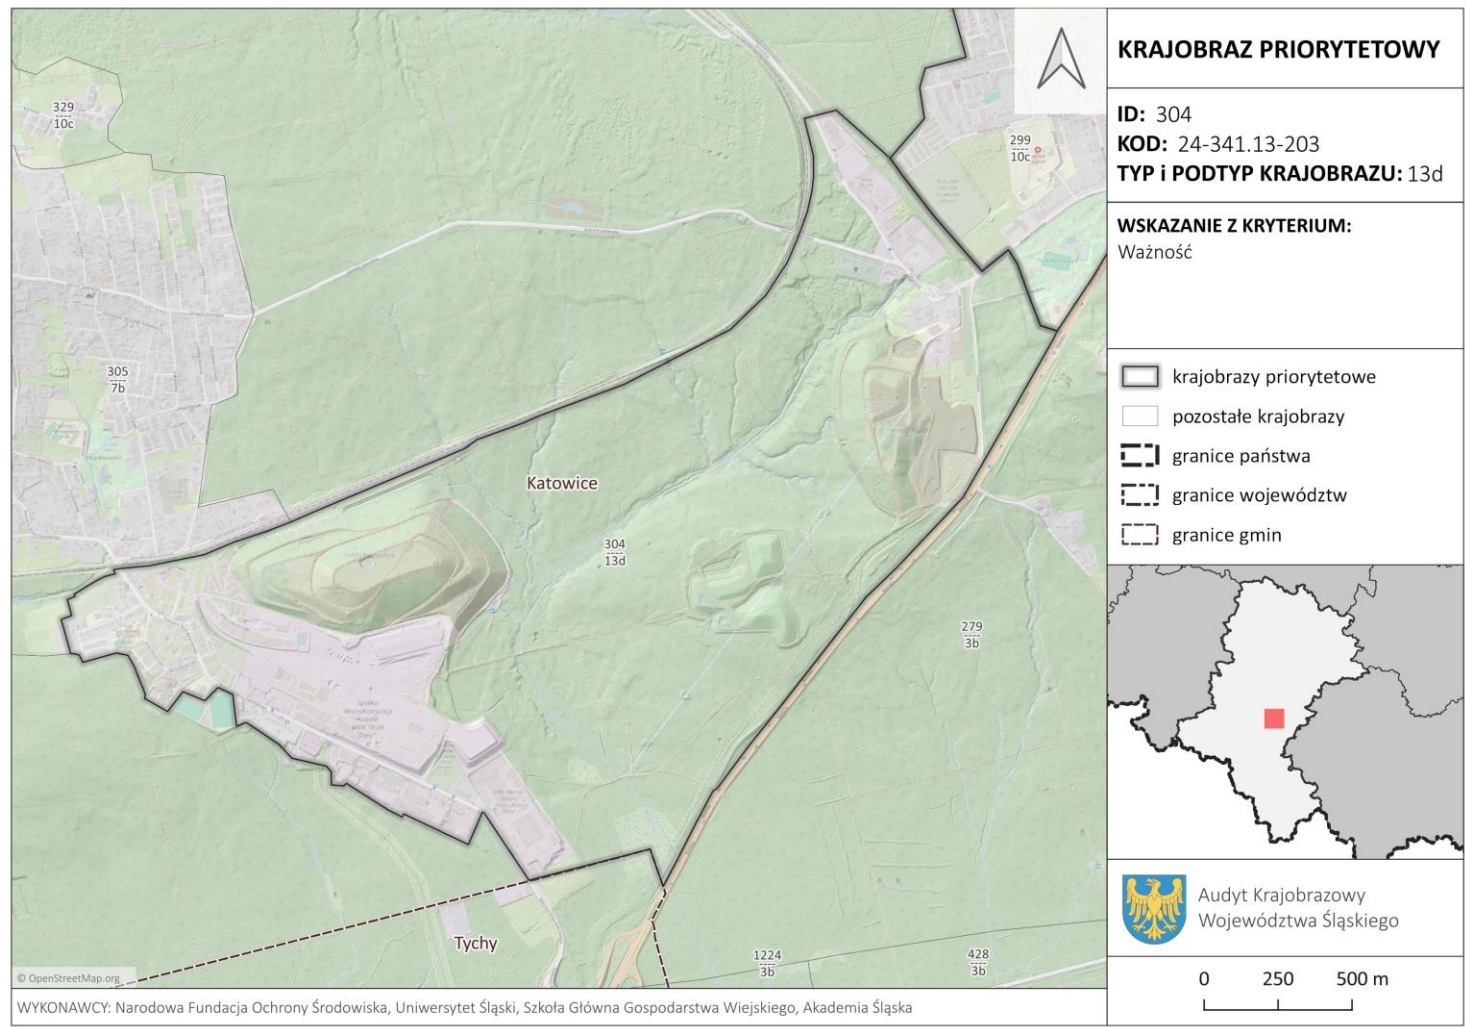 KRAJOBRAZ PRIORYTETOWY
ID: 304
KOD: 24-341.13-203
TYP i PODTYP KRAJOBRAZU: 13d
WSKAZANIE Z KRYTERIUM:
Ważność
krajobrazy priorytetowe
pozostałe krajobrazy
granice państwa
granice województw
granice gmin
329
10c
299
10c
305
7b
Katowice
304
13d
279
3b
Spółka
Restrukturyzacji
Kopalń
Tychy
1224
3b
428
3b
© OpenStreetMap.org
Audyt Krajobrazowy
Województwa Śląskiego
0 250 500 m
WYKONAWCY: Narodowa Fundacja Ochrony Środowiska, Uniwersytet Śląski, Szkoła Główna Gospodarstwa Wiejskiego, Akademia Śląska